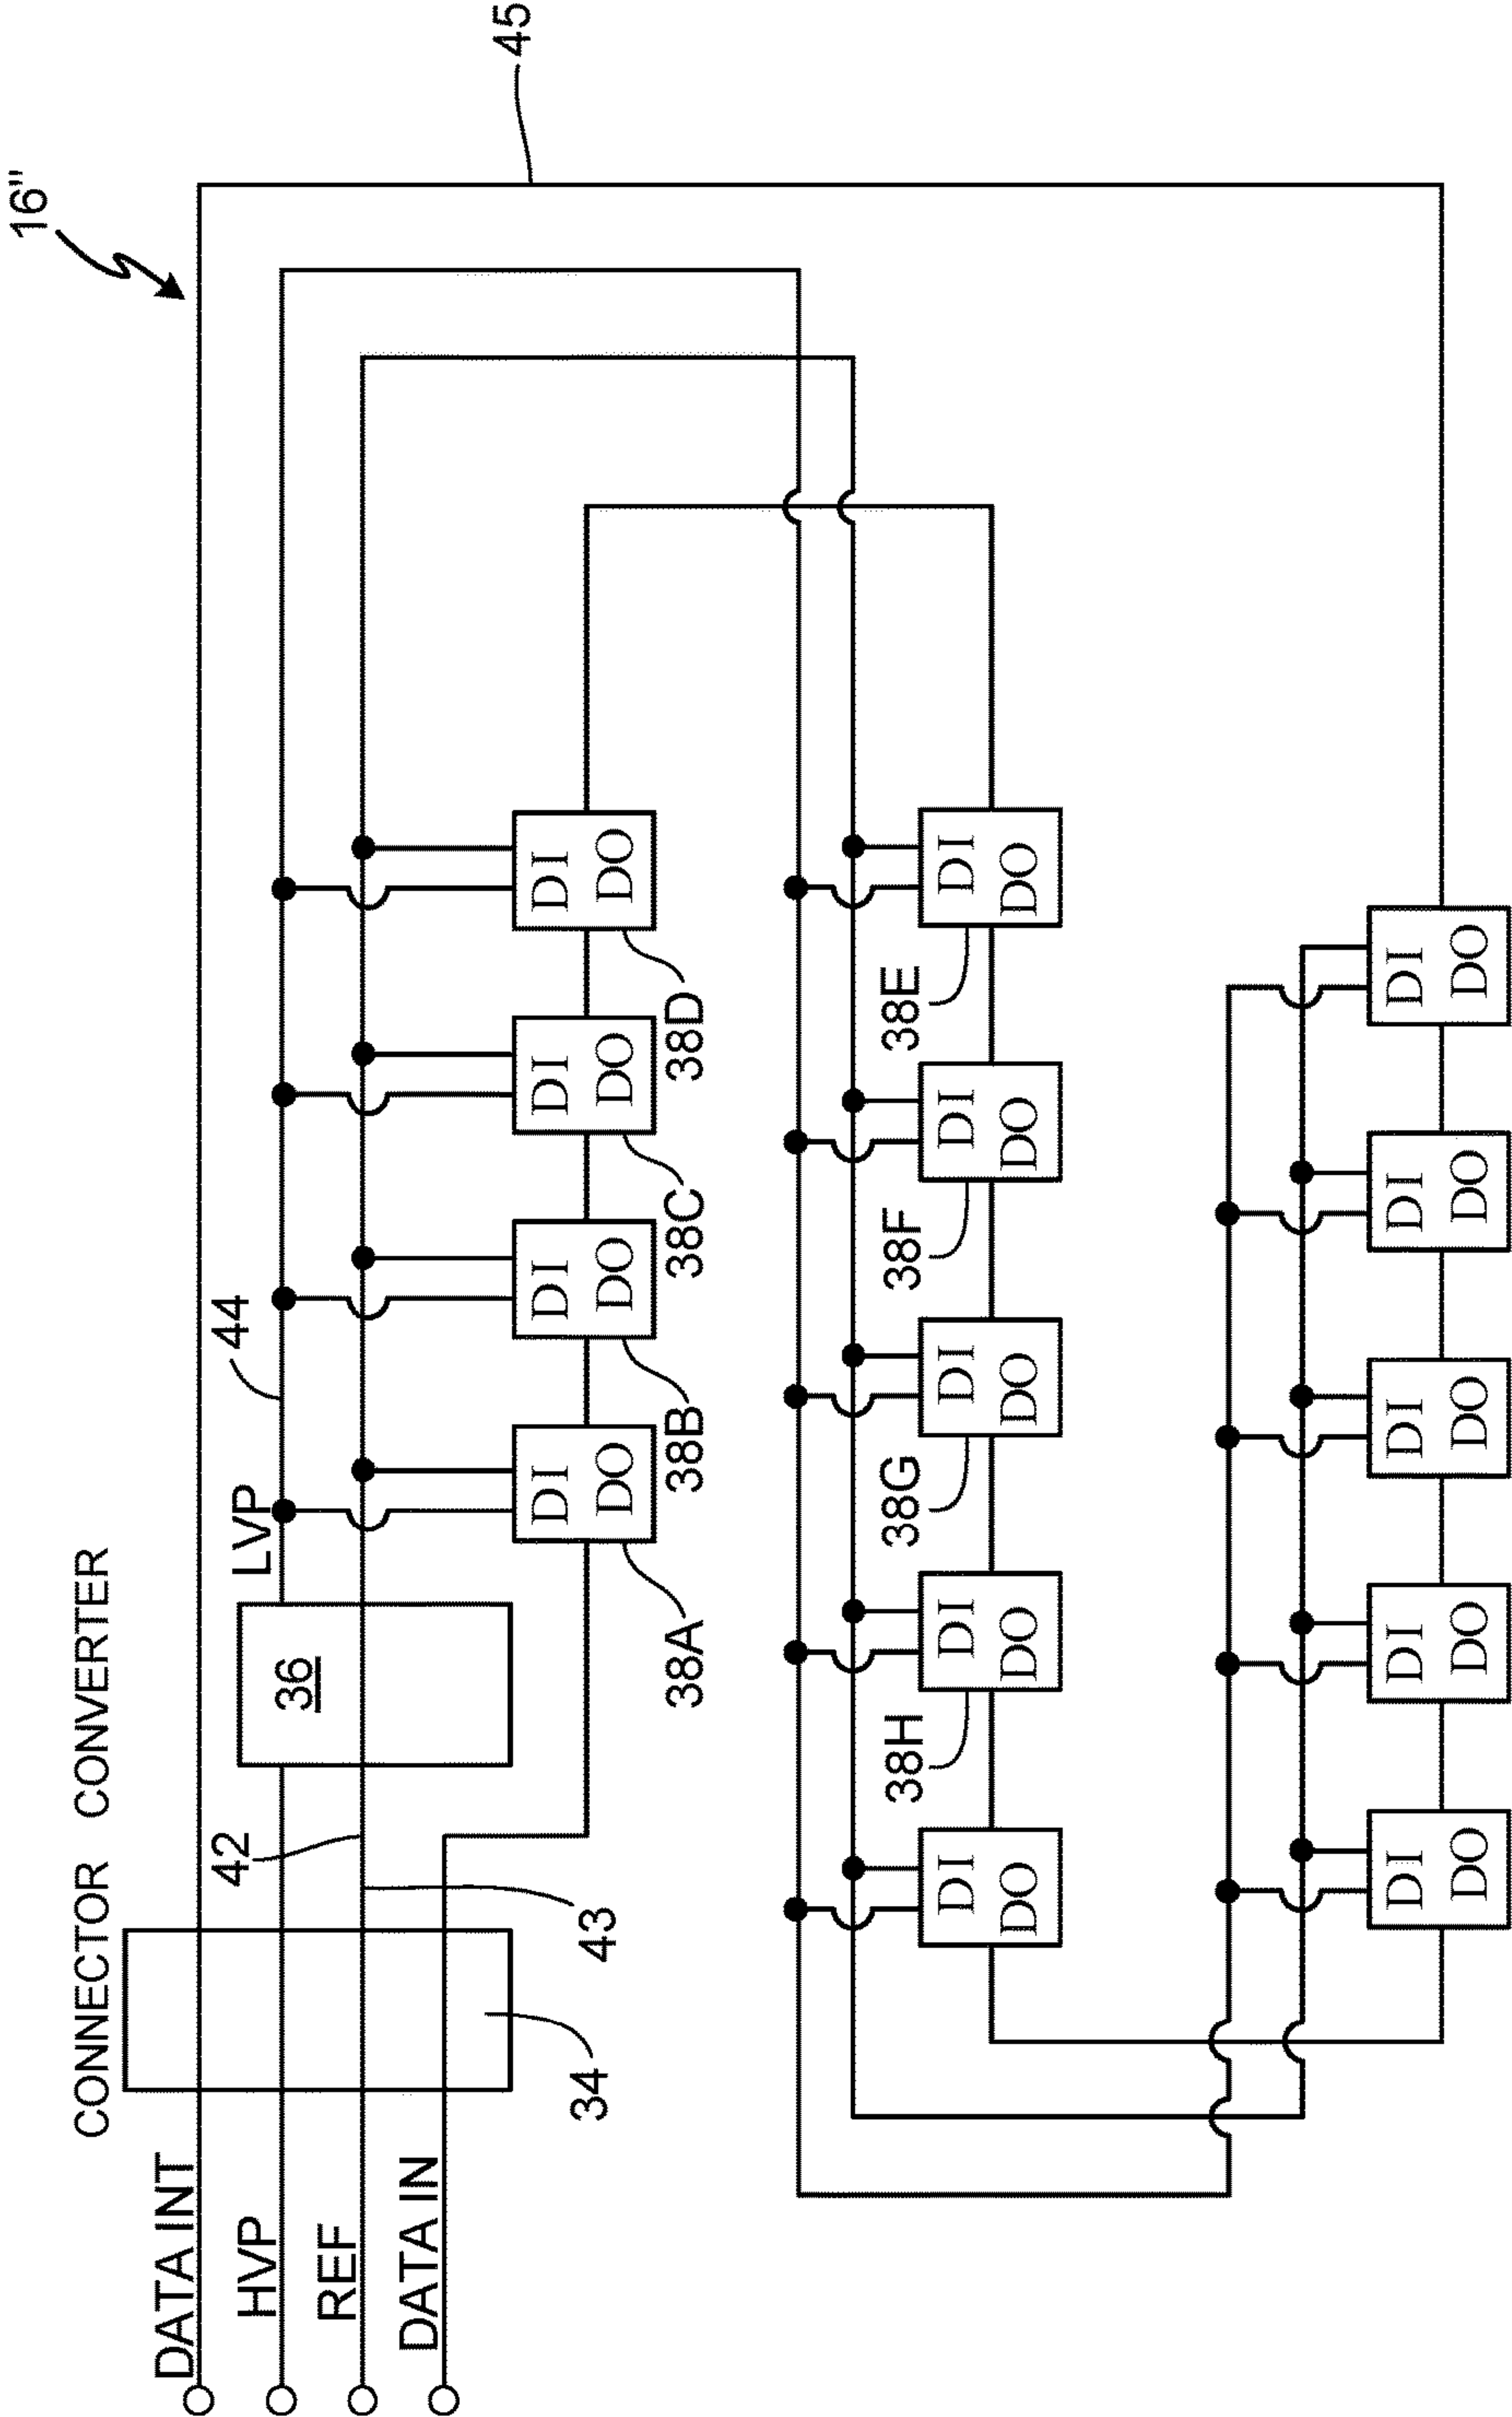 16"
CONNECTOR CONVERTER
DATA INT
42
LVP
44
HVP
36
REF
DATA IN
45
DI DI DI DI
DO DO DO DO
34
43
38A 38B 38C 38D
38H 38G 38F 38E
DI DI DI DI DI
DO DO DO DO DO
DI DI DI DI DI
DO DO DO DO DO